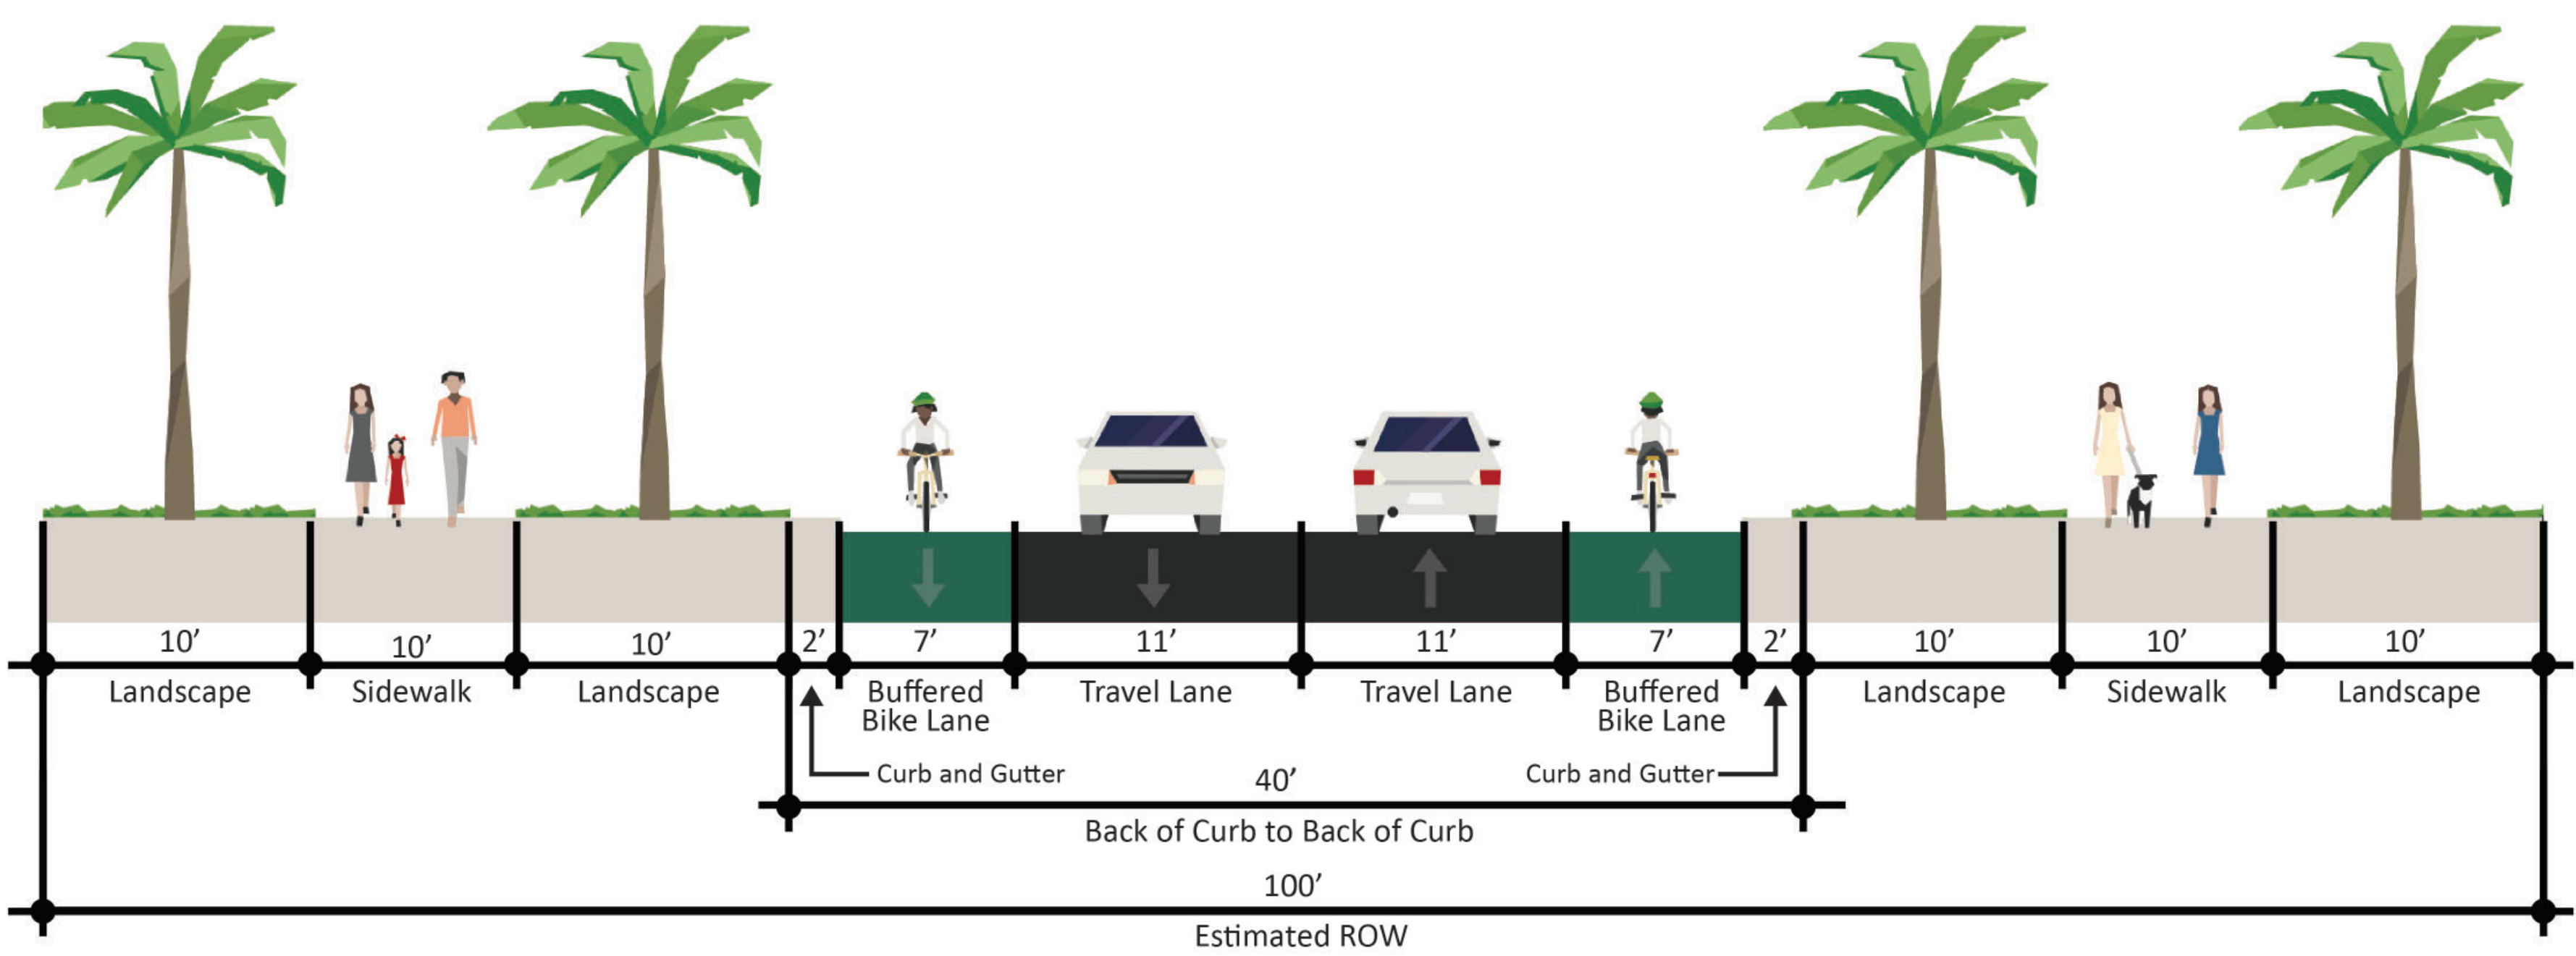 10’
10’
10’
2’
7’
11’
11’
7’
2’
10’
10’
10’
Landscape
Sidewalk
Landscape
Buffered
Bike Lane
Travel Lane
Travel Lane
Buffered
Bike Lane
Landscape
Sidewalk
Landscape
Curb and Gutter
Curb and Gutter
40’
Back of Curb to Back of Curb
100’
Estimated ROW